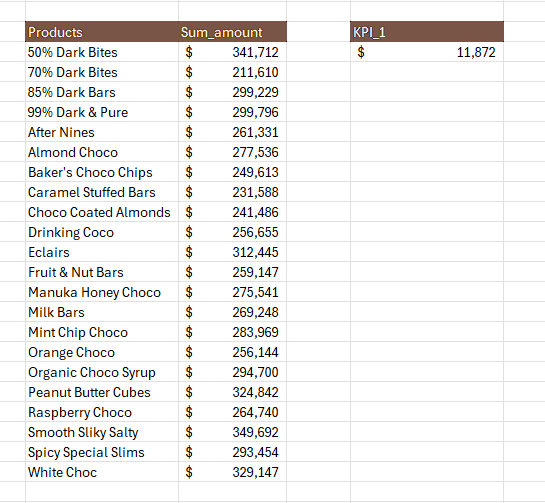 Products Sum_amount KPI_1
50% Dark Bites $ 341,712 $ 11,872
70% Dark Bites $ 211,610
85% Dark Bars $ 299,229
99% Dark & Pure $ 299,796
After Nines $ 261,331
Almond Choco $ 277,536
Baker's Choco Chips $ 249,613
Caramel Stuffed Bars $ 231,588
Choco Coated Almonds $ 241,486
Drinking Coco $ 256,655
Eclairs $ 312,445
Fruit & Nut Bars $ 259,147
Manuka Honey Choco $ 275,541
Milk Bars $ 269,248
Mint Chip Choco $ 283,969
Orange Choco $ 256,144
Organic Choco Syrup $ 294,700
Peanut Butter Cubes $ 324,842
Raspberry Choco $ 264,740
Smooth Sliky Salty $ 349,692
Spicy Special Slims $ 293,454
White Choc $ 329,147